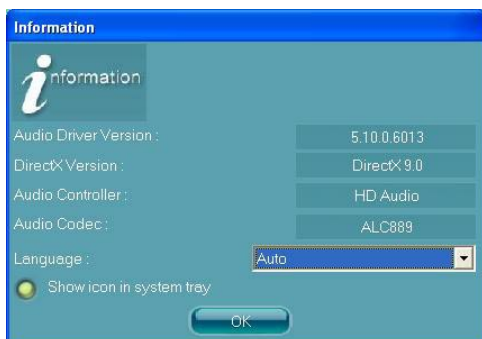 Information
information
Audio Driver Version : 5.10.0.6013
DirectX Version : DirectX 9.0
Audio Controller : HD Audio
Audio Codec : ALC889
Language : Auto
Show icon in system tray
OK